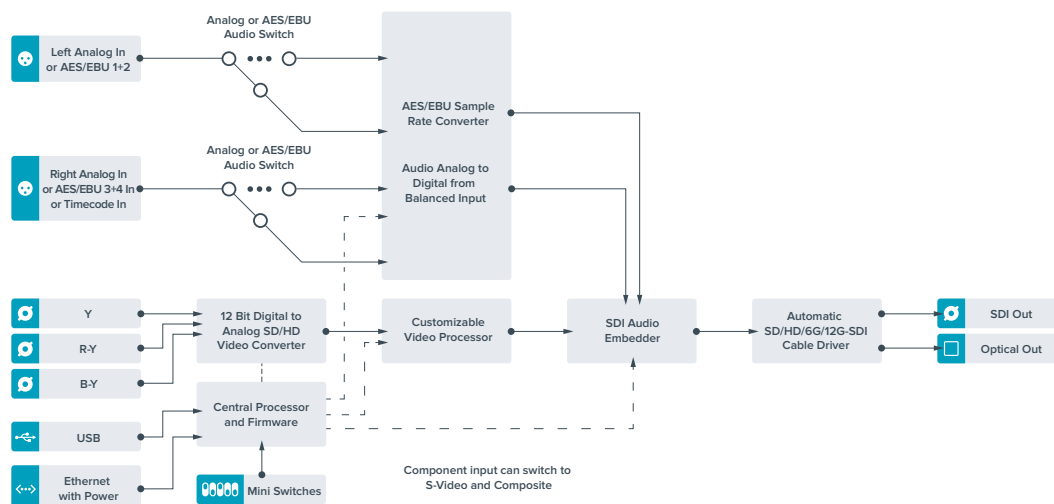 Analog or AES/EBU
Audio Switch
Left Analog In
or AES/EBU 1+2
AES/EBU Sample
Rate Converter
Analog or AES/EBU
Audio Switch
Right Analog In
or AES/EBU 3+4 In
or Timecode In
Audio Analog to
Digital from
Balanced Input
Y
R-Y
B-Y
12 Bit Digital to
Analog SD/HD
Video Converter
Customizable
Video Processor
SDI Audio
Embedder
Automatic
SD/HD/6G/12G-SDI
Cable Driver
SDI Out
Optical Out
Central Processor
and Firmware
USB
Ethernet
with Power
Mini Switches
Component input can switch to
S-Video and Composite